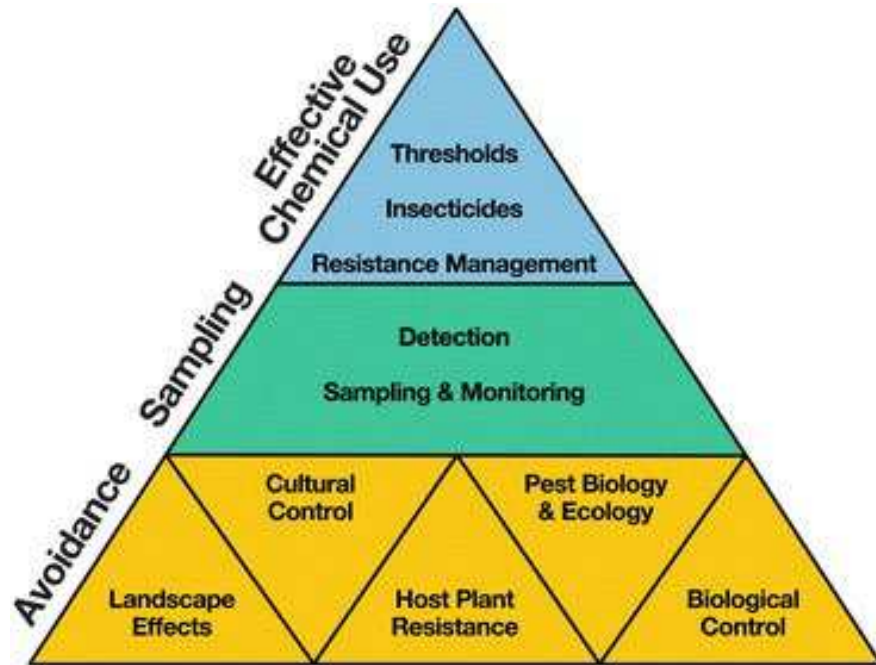 Effective
Chemical Use
Thresholds
Insecticides
Resistance Management
Sampling
Detection
Sampling & Monitoring
Avoidance
Cultural
Control
Pest Biology
& Ecology
Landscape
Effects
Host Plant
Resistance
Biological
Control